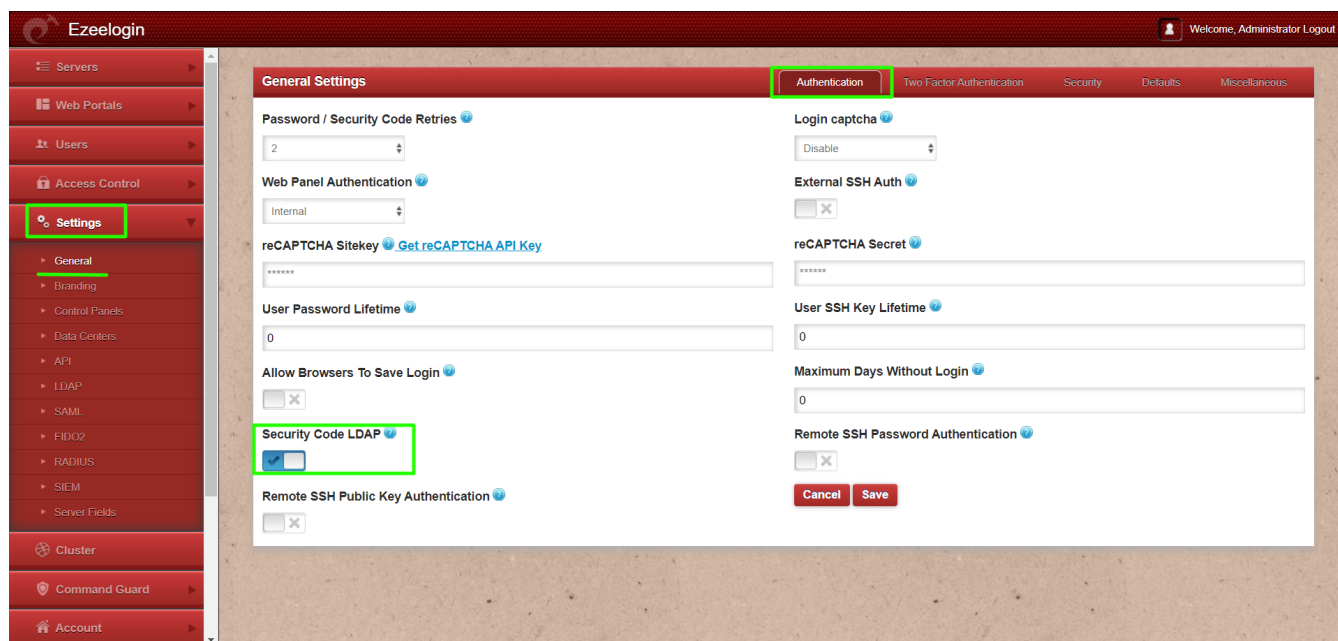 Ezeelogin
Welcome, Administrator Logout
Servers
Web Portals
Users
Access Control
Settings
General
Branding
Control Panels
Data Centers
API
LDAP
SAML
FIDO2
RADIUS
SIEM
Server Fields
Cluster
Command Guard
Account
General Settings
Authentication
Two Factor Authentication
Security
Defaults
Miscellaneous
Password / Security Code Retries
2
Login captcha
Disable
Web Panel Authentication
Internal
External SSH Auth
reCAPTCHA Sitekey Get reCAPTCHA API Key
******
reCAPTCHA Secret
******
User Password Lifetime
0
User SSH Key Lifetime
0
Allow Browsers To Save Login
Maximum Days Without Login
0
Security Code LDAP
Remote SSH Password Authentication
Remote SSH Public Key Authentication
Cancel
Save